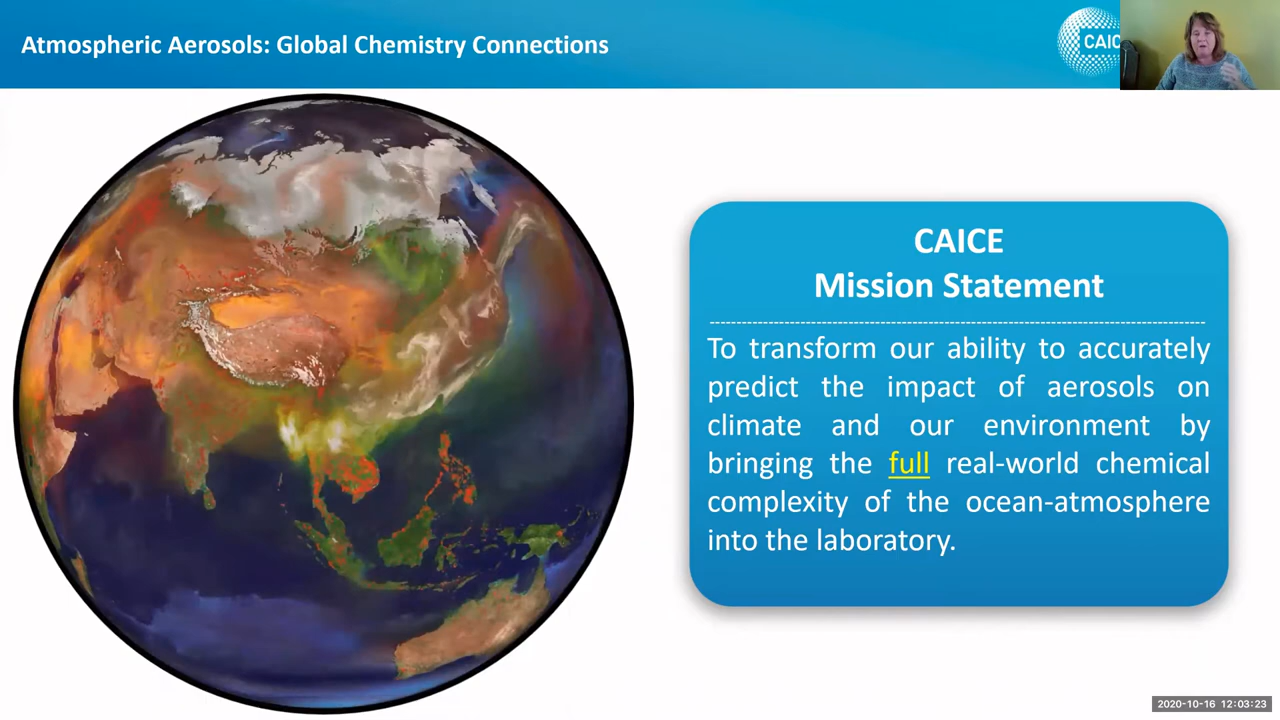 Atmospheric Aerosols: Global Chemistry Connections
CAIC
CAICE
Mission Statement
To transform our ability to accurately
predict the impact of aerosols on
climate and our environment by
bringing the full real-world chemical
complexity of the ocean-atmosphere
into the laboratory.
2020-10-16 12:03:23